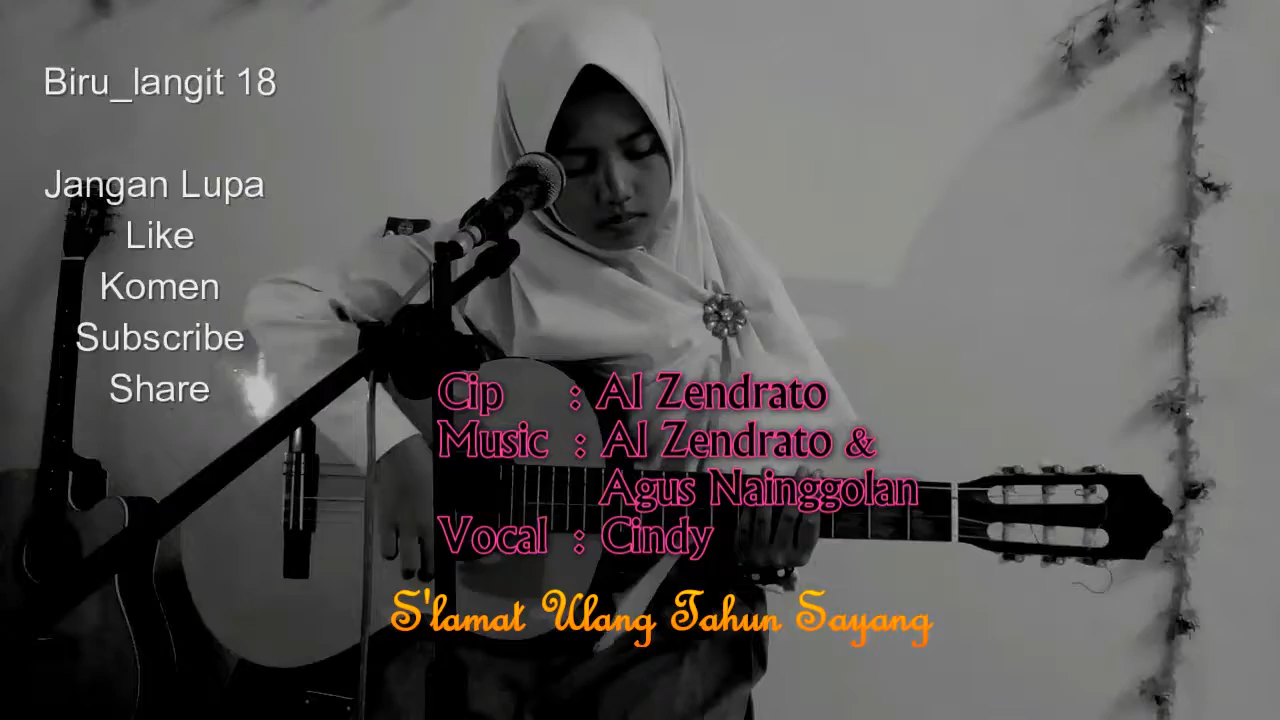 Biru_langit 18
Jangan Lupa
Like
Komen
Subscribe
Share
Cip : Al Zendrato
Music : Al Zendrato &
Agus Nainggolan
Vocal : Cindy
S'lamat Ulang Tahun Sayang